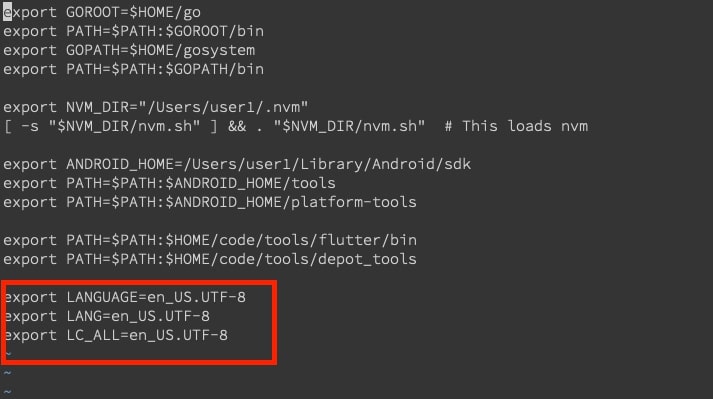 export GOROOT=$HOME/go
export PATH=$PATH:$GOROOT/bin
export GOPATH=$HOME/gosystem
export PATH=$PATH:$GOPATH/bin
export NVM_DIR="/Users/user1/.nvm"
[ -s "$NVM_DIR/nvm.sh" ] && . "$NVM_DIR/nvm.sh"  # This loads nvm
export ANDROID_HOME=/Users/user1/Library/Android/sdk
export PATH=$PATH:$ANDROID_HOME/tools
export PATH=$PATH:$ANDROID_HOME/platform-tools
export PATH=$PATH:$HOME/code/tools/flutter/bin
export PATH=$PATH:$HOME/code/tools/depot_tools
export LANGUAGE=en_US.UTF-8
export LANG=en_US.UTF-8
export LC_ALL=en_US.UTF-8
~
~
~